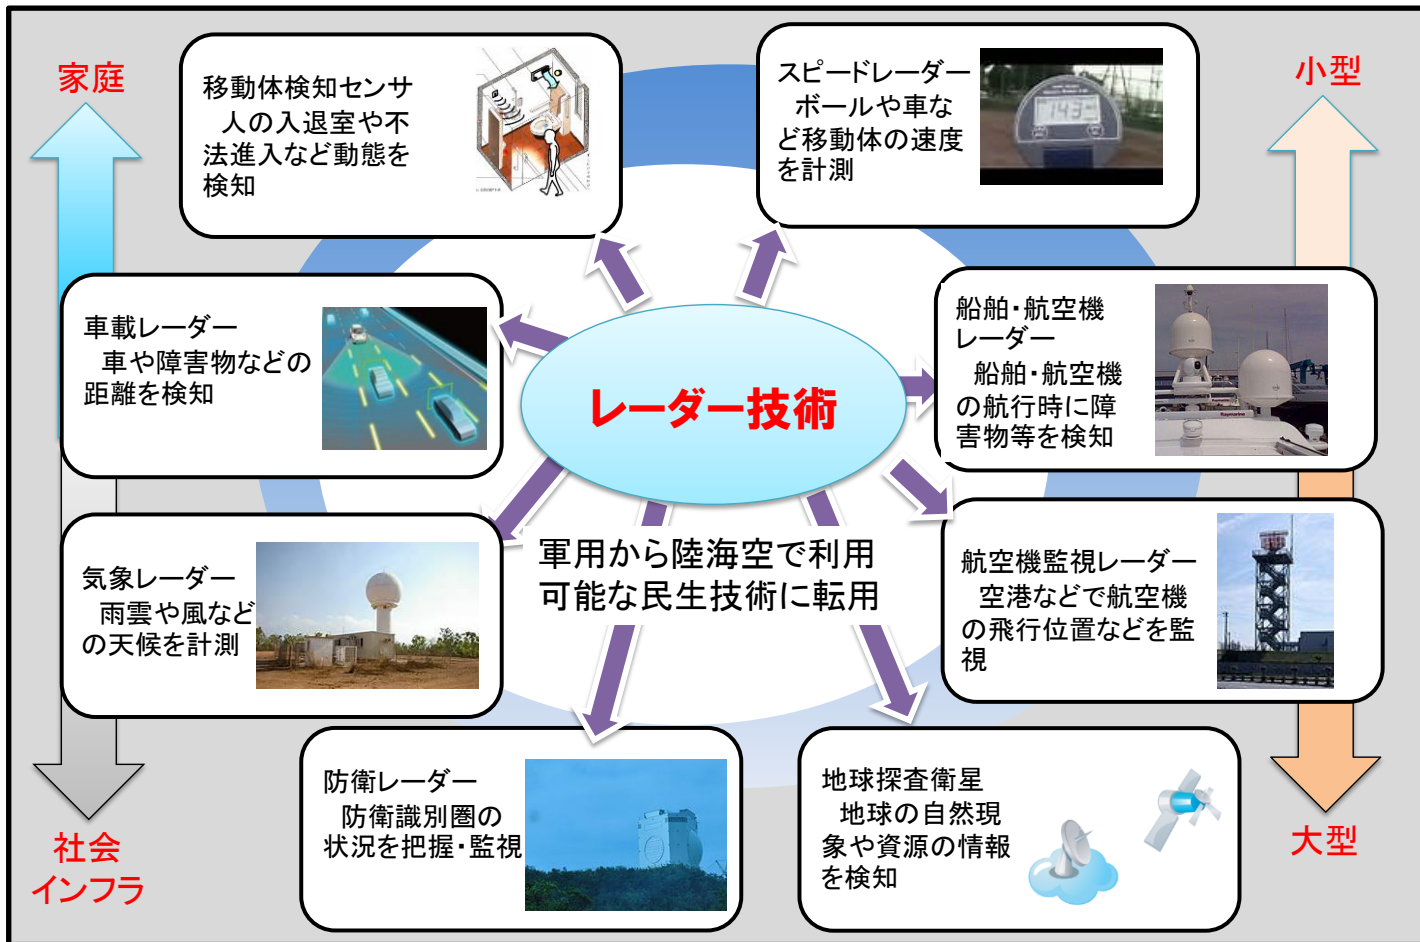 家庭
小型
移動体検知センサ
人の入退室や不
法進入など動態を
検知
スピードレーダー
ボールや車な
ど移動体の速度
を計測
車載レーダー
車や障害物などの
距離を検知
船舶・航空機
レーダー
船舶・航空機
の航行時に障
害物等を検知
Raymarine
レーダー技術
軍用から陸海空で利用
可能な民生技術に転用
気象レーダー
雨雲や風など
の天候を計測
航空機監視レーダー
空港などで航空機
の飛行位置などを監
視
防衛レーダー
防衛識別圏の
状況を把握・監視
地球探査衛星
地球の自然現
象や資源の情報
を検知
社会
インフラ
大型